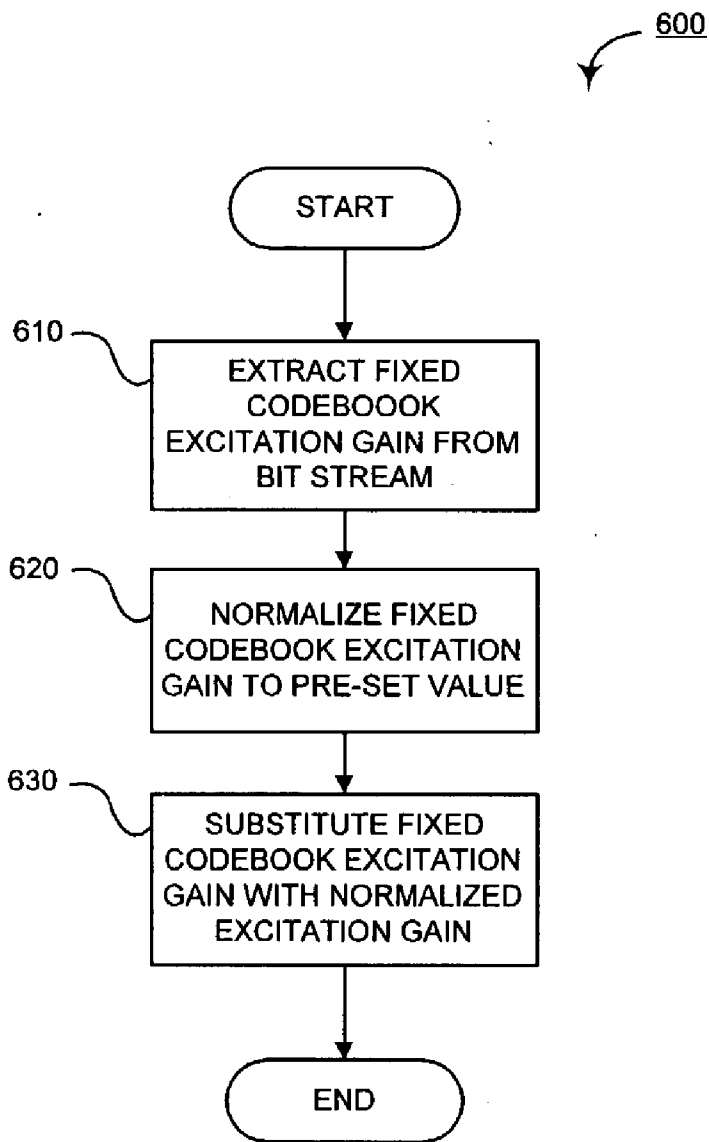 600
START
610
EXTRACT FIXED
CODEBOOOK
EXCITATION GAIN FROM
BIT STREAM
620
NORMALIZE FIXED
CODEBOOK EXCITATION
GAIN TO PRE-SET VALUE
630
SUBSTITUTE FIXED
CODEBOOK EXCITATION
GAIN WITH NORMALIZED
EXCITATION GAIN
END